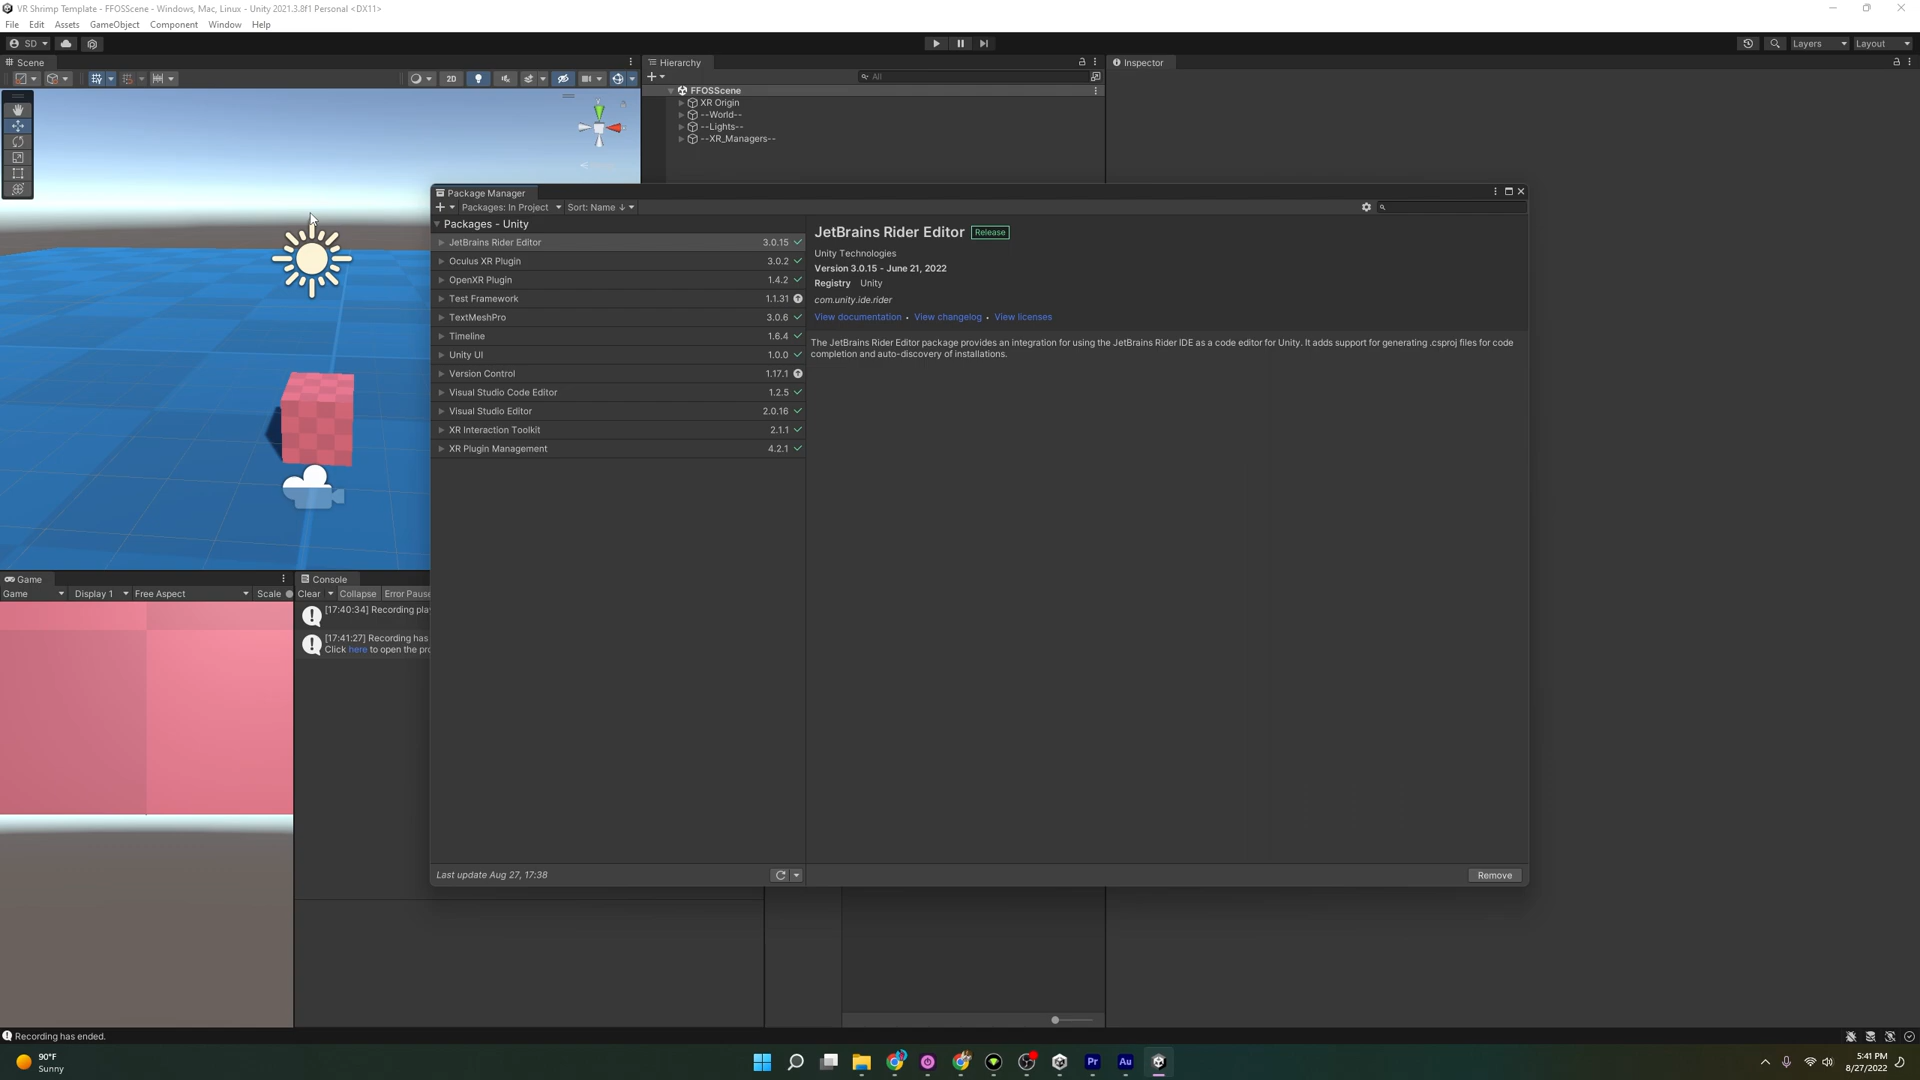 VR Shrimp Template - FFOSScene - Windows, Mac, Linux - Unity 2021.3.8f1 Personal <DX11>
File Edit Assets GameObject Component Window Help
SD
Layers Layout
Scene
Hierarchy
Inspector
2D
All
FFOSScene
XR Origin
--World--
--Lights--
--XR_Managers--
Package Manager
Packages: In Project Sort: Name ↓
Packages - Unity
JetBrains Rider Editor 3.0.15
Oculus XR Plugin 3.0.2
OpenXR Plugin 1.4.2
Test Framework 1.1.31
TextMeshPro 3.0.6
Timeline 1.6.4
Unity UI 1.0.0
Version Control 1.17.1
Visual Studio Code Editor 1.2.5
Visual Studio Editor 2.0.16
XR Interaction Toolkit 2.1.1
XR Plugin Management 4.2.1
Last update Aug 27, 17:38
JetBrains Rider Editor Release
Unity Technologies
Version 3.0.15 - June 21, 2022
Registry Unity
com.unity.ide.rider
View documentation • View changelog • View licenses
The JetBrains Rider Editor package provides an integration for using the JetBrains Rider IDE as a code editor for Unity. It adds support for generating .csproj files for code
completion and auto-discovery of installations.
Remove
Game
Game Display 1 Free Aspect Scale
Console
Clear Collapse Error Pause
[17:40:34] Recording pla
[17:41:27] Recording has
Click here to open the pro
Recording has ended.
90°F
Sunny
Pr Au
5:41 PM
8/27/2022